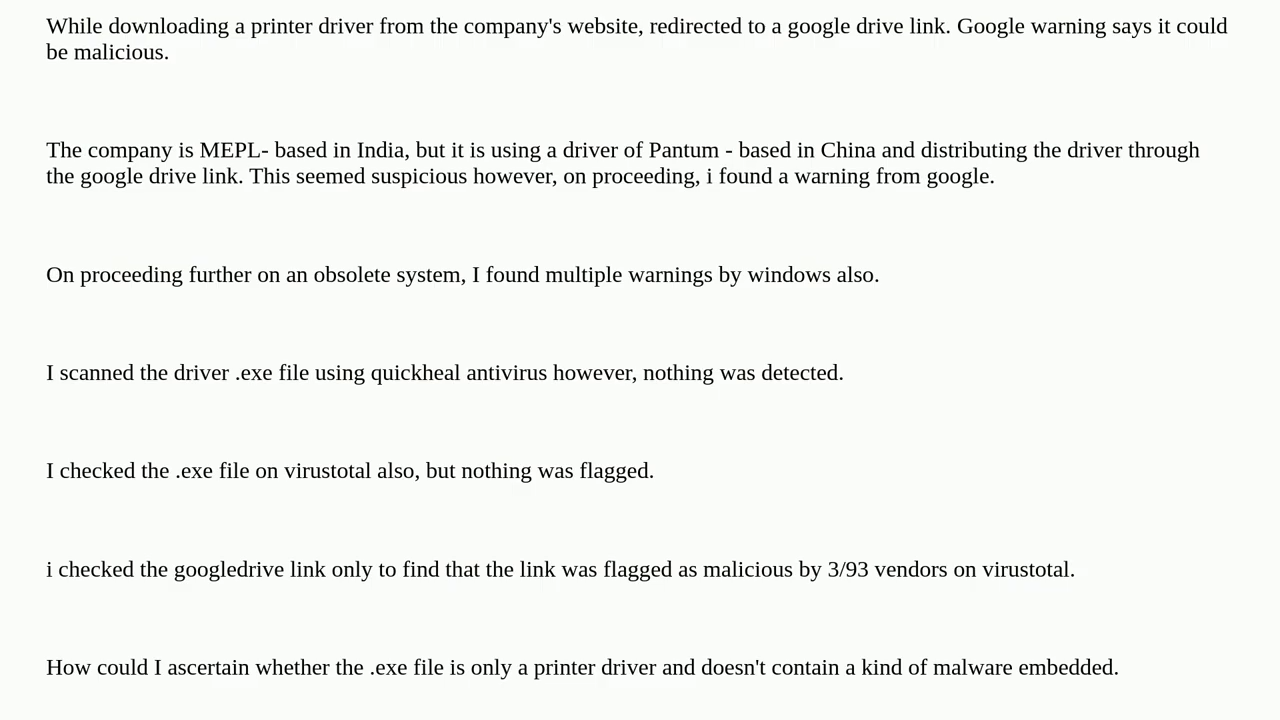 While downloading a printer driver from the company's website, redirected to a google drive link. Google warning says it could
be malicious.
The company is MEPL- based in India, but it is using a driver of Pantum - based in China and distributing the driver through
the google drive link. This seemed suspicious however, on proceeding, i found a warning from google.
On proceeding further on an obsolete system, I found multiple warnings by windows also.
I scanned the driver .exe file using quickheal antivirus however, nothing was detected.
I checked the .exe file on virustotal also, but nothing was flagged.
i checked the googledrive link only to find that the link was flagged as malicious by 3/93 vendors on virustotal.
How could I ascertain whether the .exe file is only a printer driver and doesn't contain a kind of malware embedded.